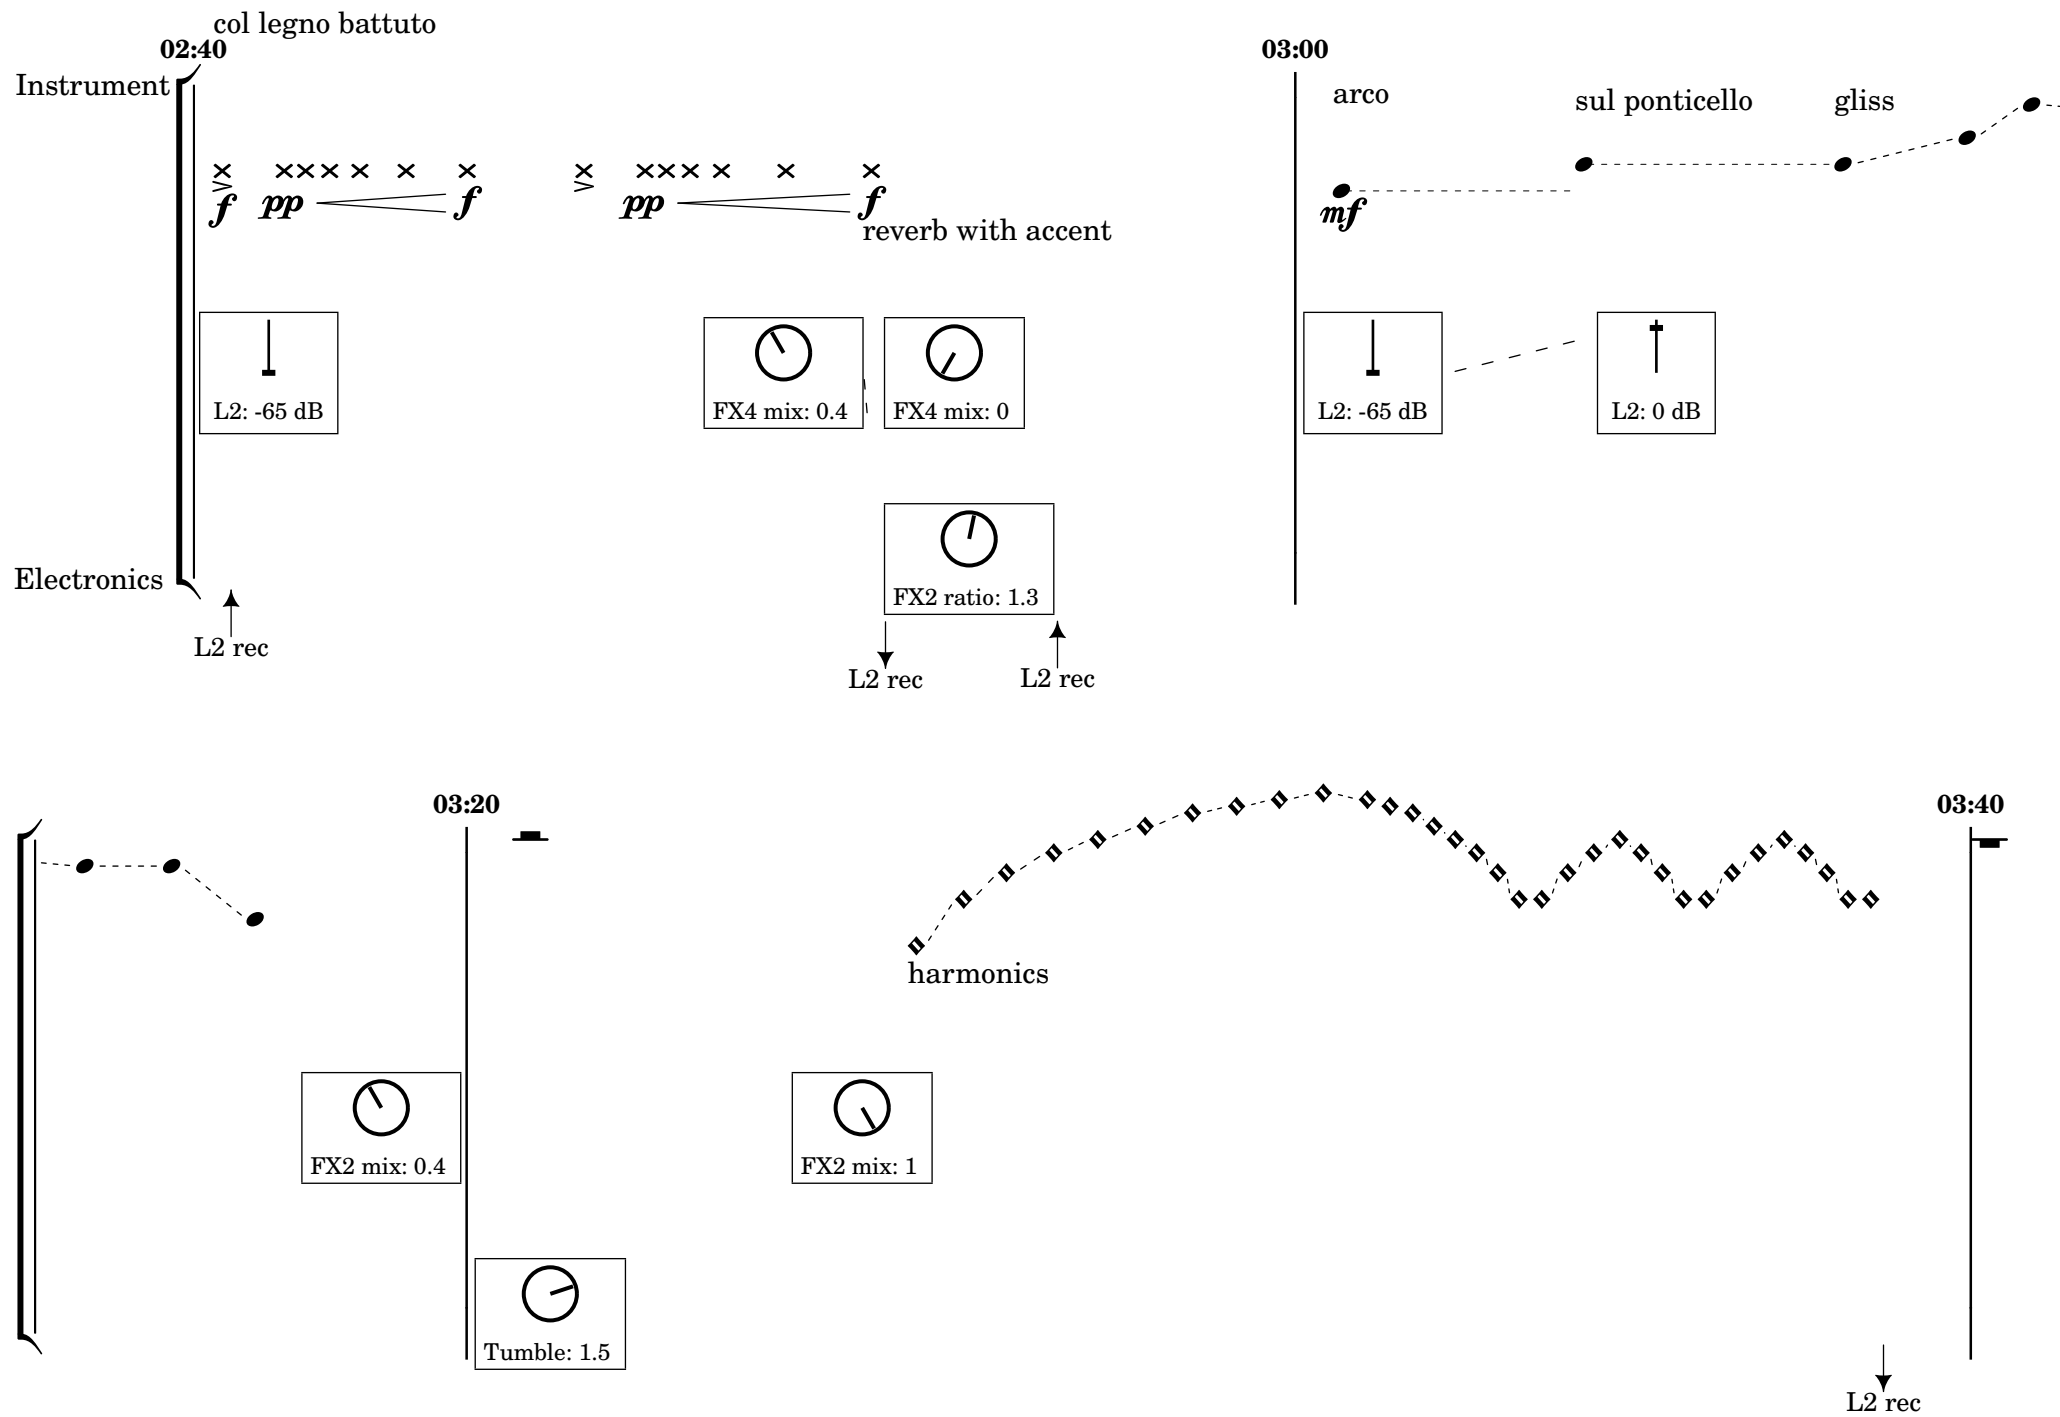 col legno battuto
02:40
03:00
Instrument
arco
sul ponticello
gliss
f pp f pp f
mf
reverb with accent
L2: -65 dB
FX4 mix: 0.4
FX4 mix: 0
L2: -65 dB
L2: 0 dB
FX2 ratio: 1.3
Electronics
L2 rec
L2 rec
L2 rec
03:20
03:40
harmonics
FX2 mix: 0.4
FX2 mix: 1
Tumble: 1.5
L2 rec